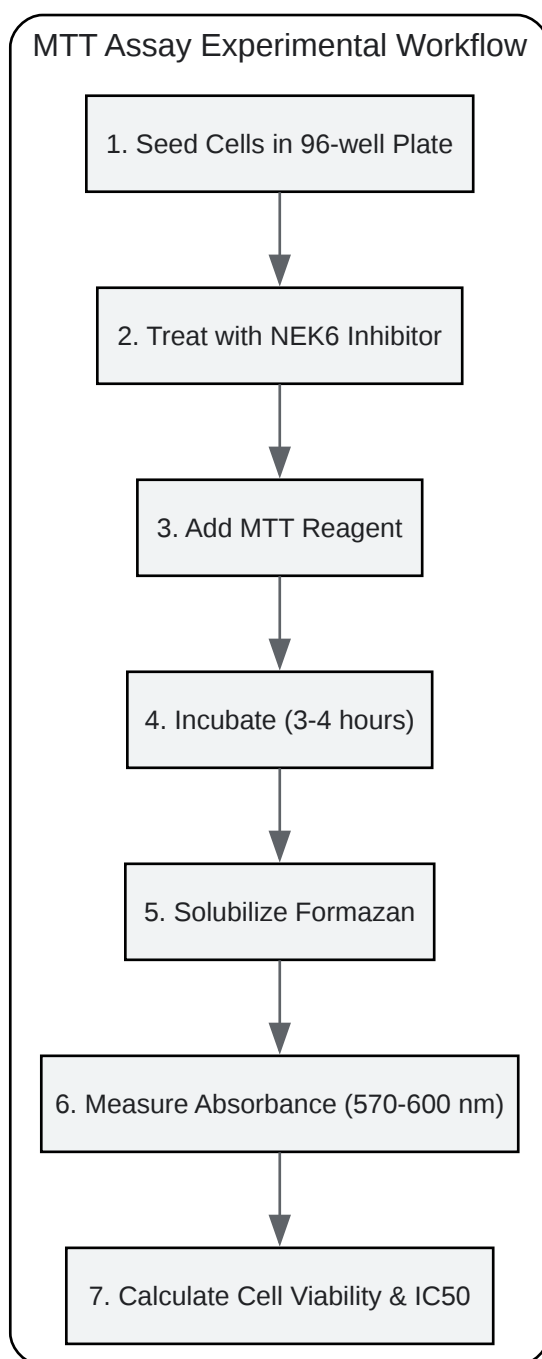 MTT Assay Experimental Workflow
1. Seed Cells in 96-well Plate
2. Treat with NEK6 Inhibitor
3. Add MTT Reagent
4. Incubate (3-4 hours)
5. Solubilize Formazan
6. Measure Absorbance (570-600 nm)
7. Calculate Cell Viability & IC50